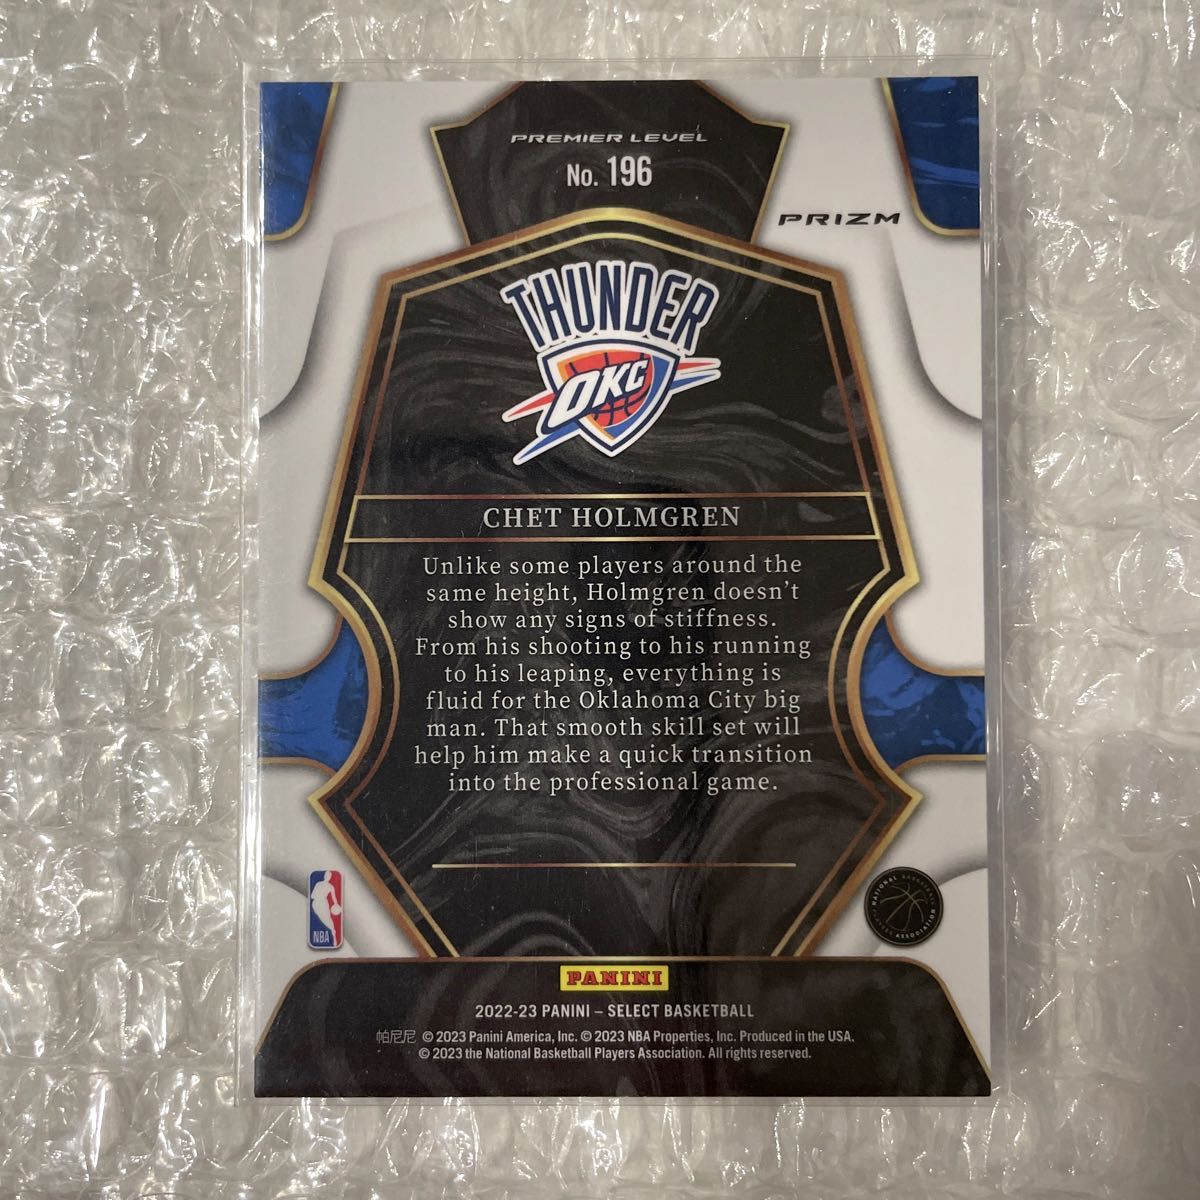 PREMIER LEVEL
No. 196
PRIZM
THUNDER
OKC
CHET HOLMGREN
Unlike some players around the
same height, Holmgren doesn't
show any signs of stiffness.
From his shooting to his running
to his leaping, everything is
fluid for the Oklahoma City big
man. That smooth skill set will
help him make a quick transition
into the professional game.
NBA
NATIONAL BASKETBALL PLAYERS ASSOCIATION
PANINI
2022-23 PANINI – SELECT BASKETBALL
帕尼尼 © 2023 Panini America, Inc. © 2023 NBA Properties, Inc. Produced in the USA.
© 2023 the National Basketball Players Association. All rights reserved.